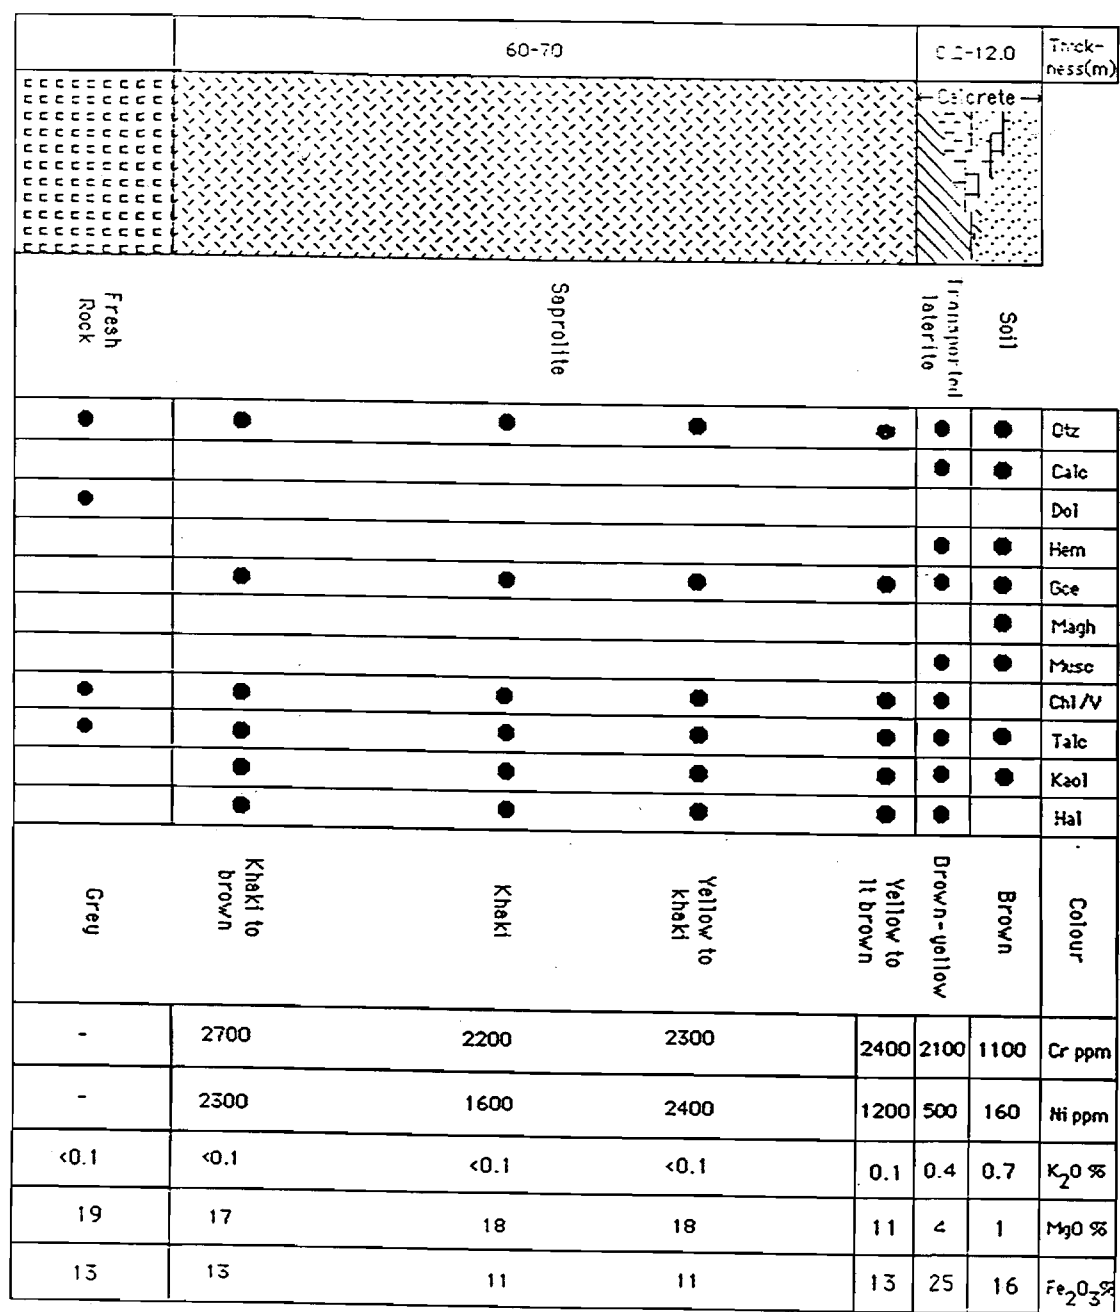 60-70
Thick-
ness(m)
Calcrete
Fresh
Rock
Saprolite
Transported
laterite
Soil
Qtz
Calc
Dol
Hem
Goe
Magh
Musc
Chl/V
Talc
Kaol
Hal
Grey
Khaki to
brown
Khaki
Yellow to
khaki
Yellow to
lt brown
Brown-yellow
Brown
Colour
- 2700 2200 2300 2400 2100 1100 Cr ppm
- 2300 1600 2400 1200 500 160 Ni ppm
<0.1 <0.1 <0.1 <0.1 0.1 0.4 0.7 K2O %
19 17 18 18 11 4 1 MgO %
13 13 11 11 13 25 16 Fe2O3%